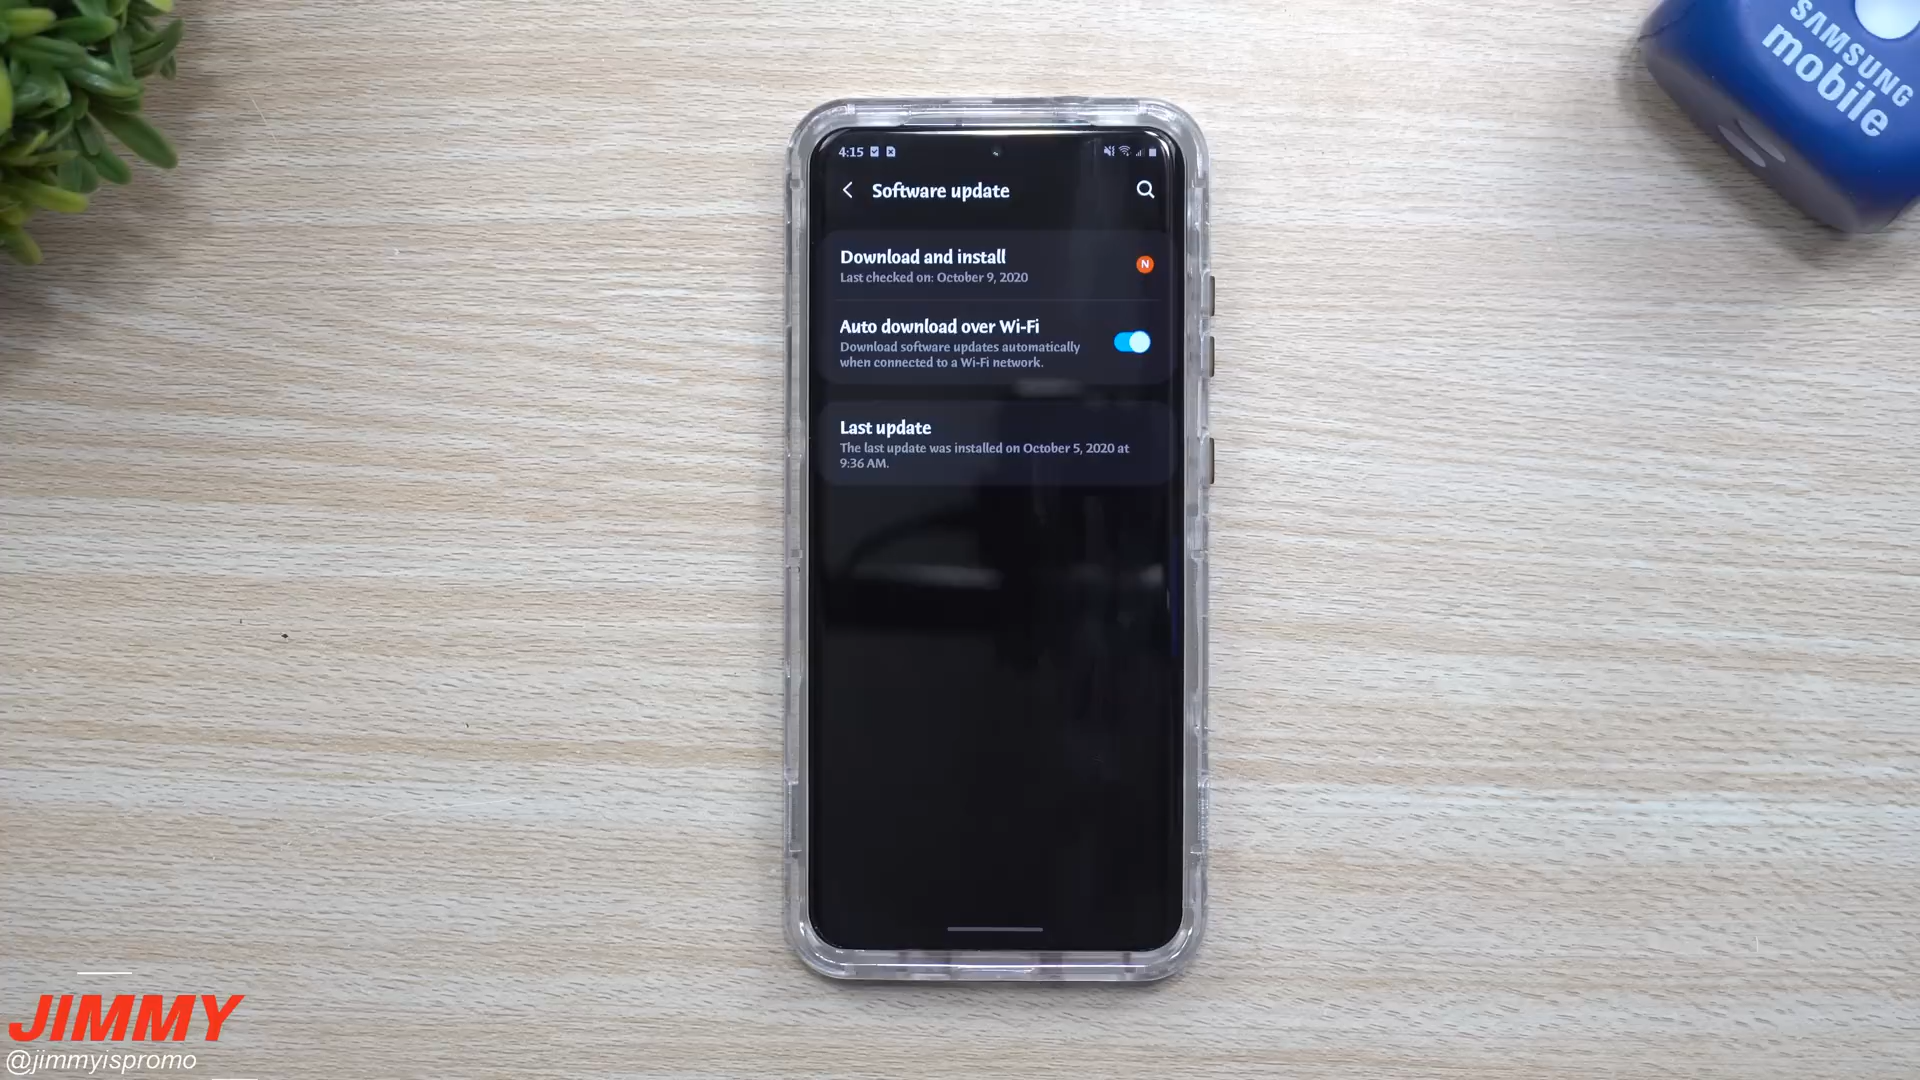 SAMSUNG
mobile
4:15
Software update
Download and install
Last checked on: October 9, 2020
N
Auto download over Wi-Fi
Download software updates automatically
when connected to a Wi-Fi network.
Last update
The last update was installed on October 5, 2020 at
9:36 AM.
JIMMY
@jimmyispromo